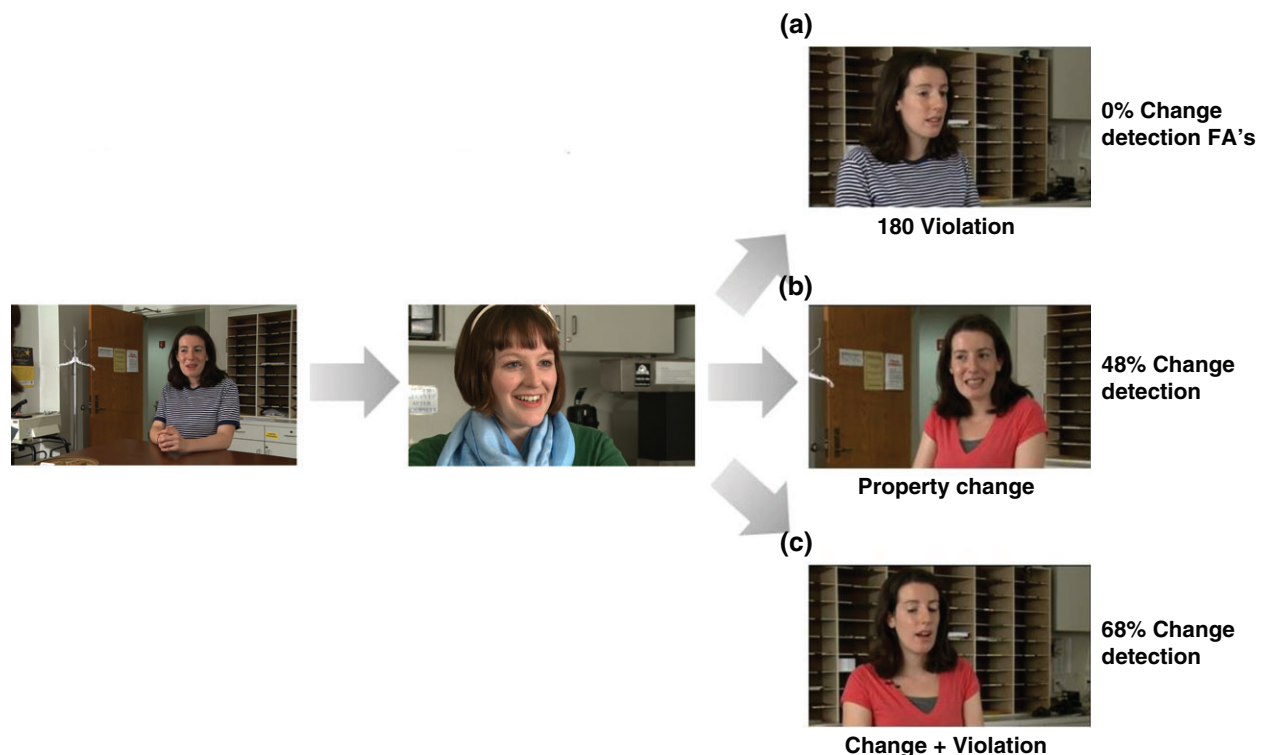 (a)
0% Change
detection FA's
180 Violation
(b)
48% Change
detection
Property change
(c)
68% Change
detection
Change + Violation